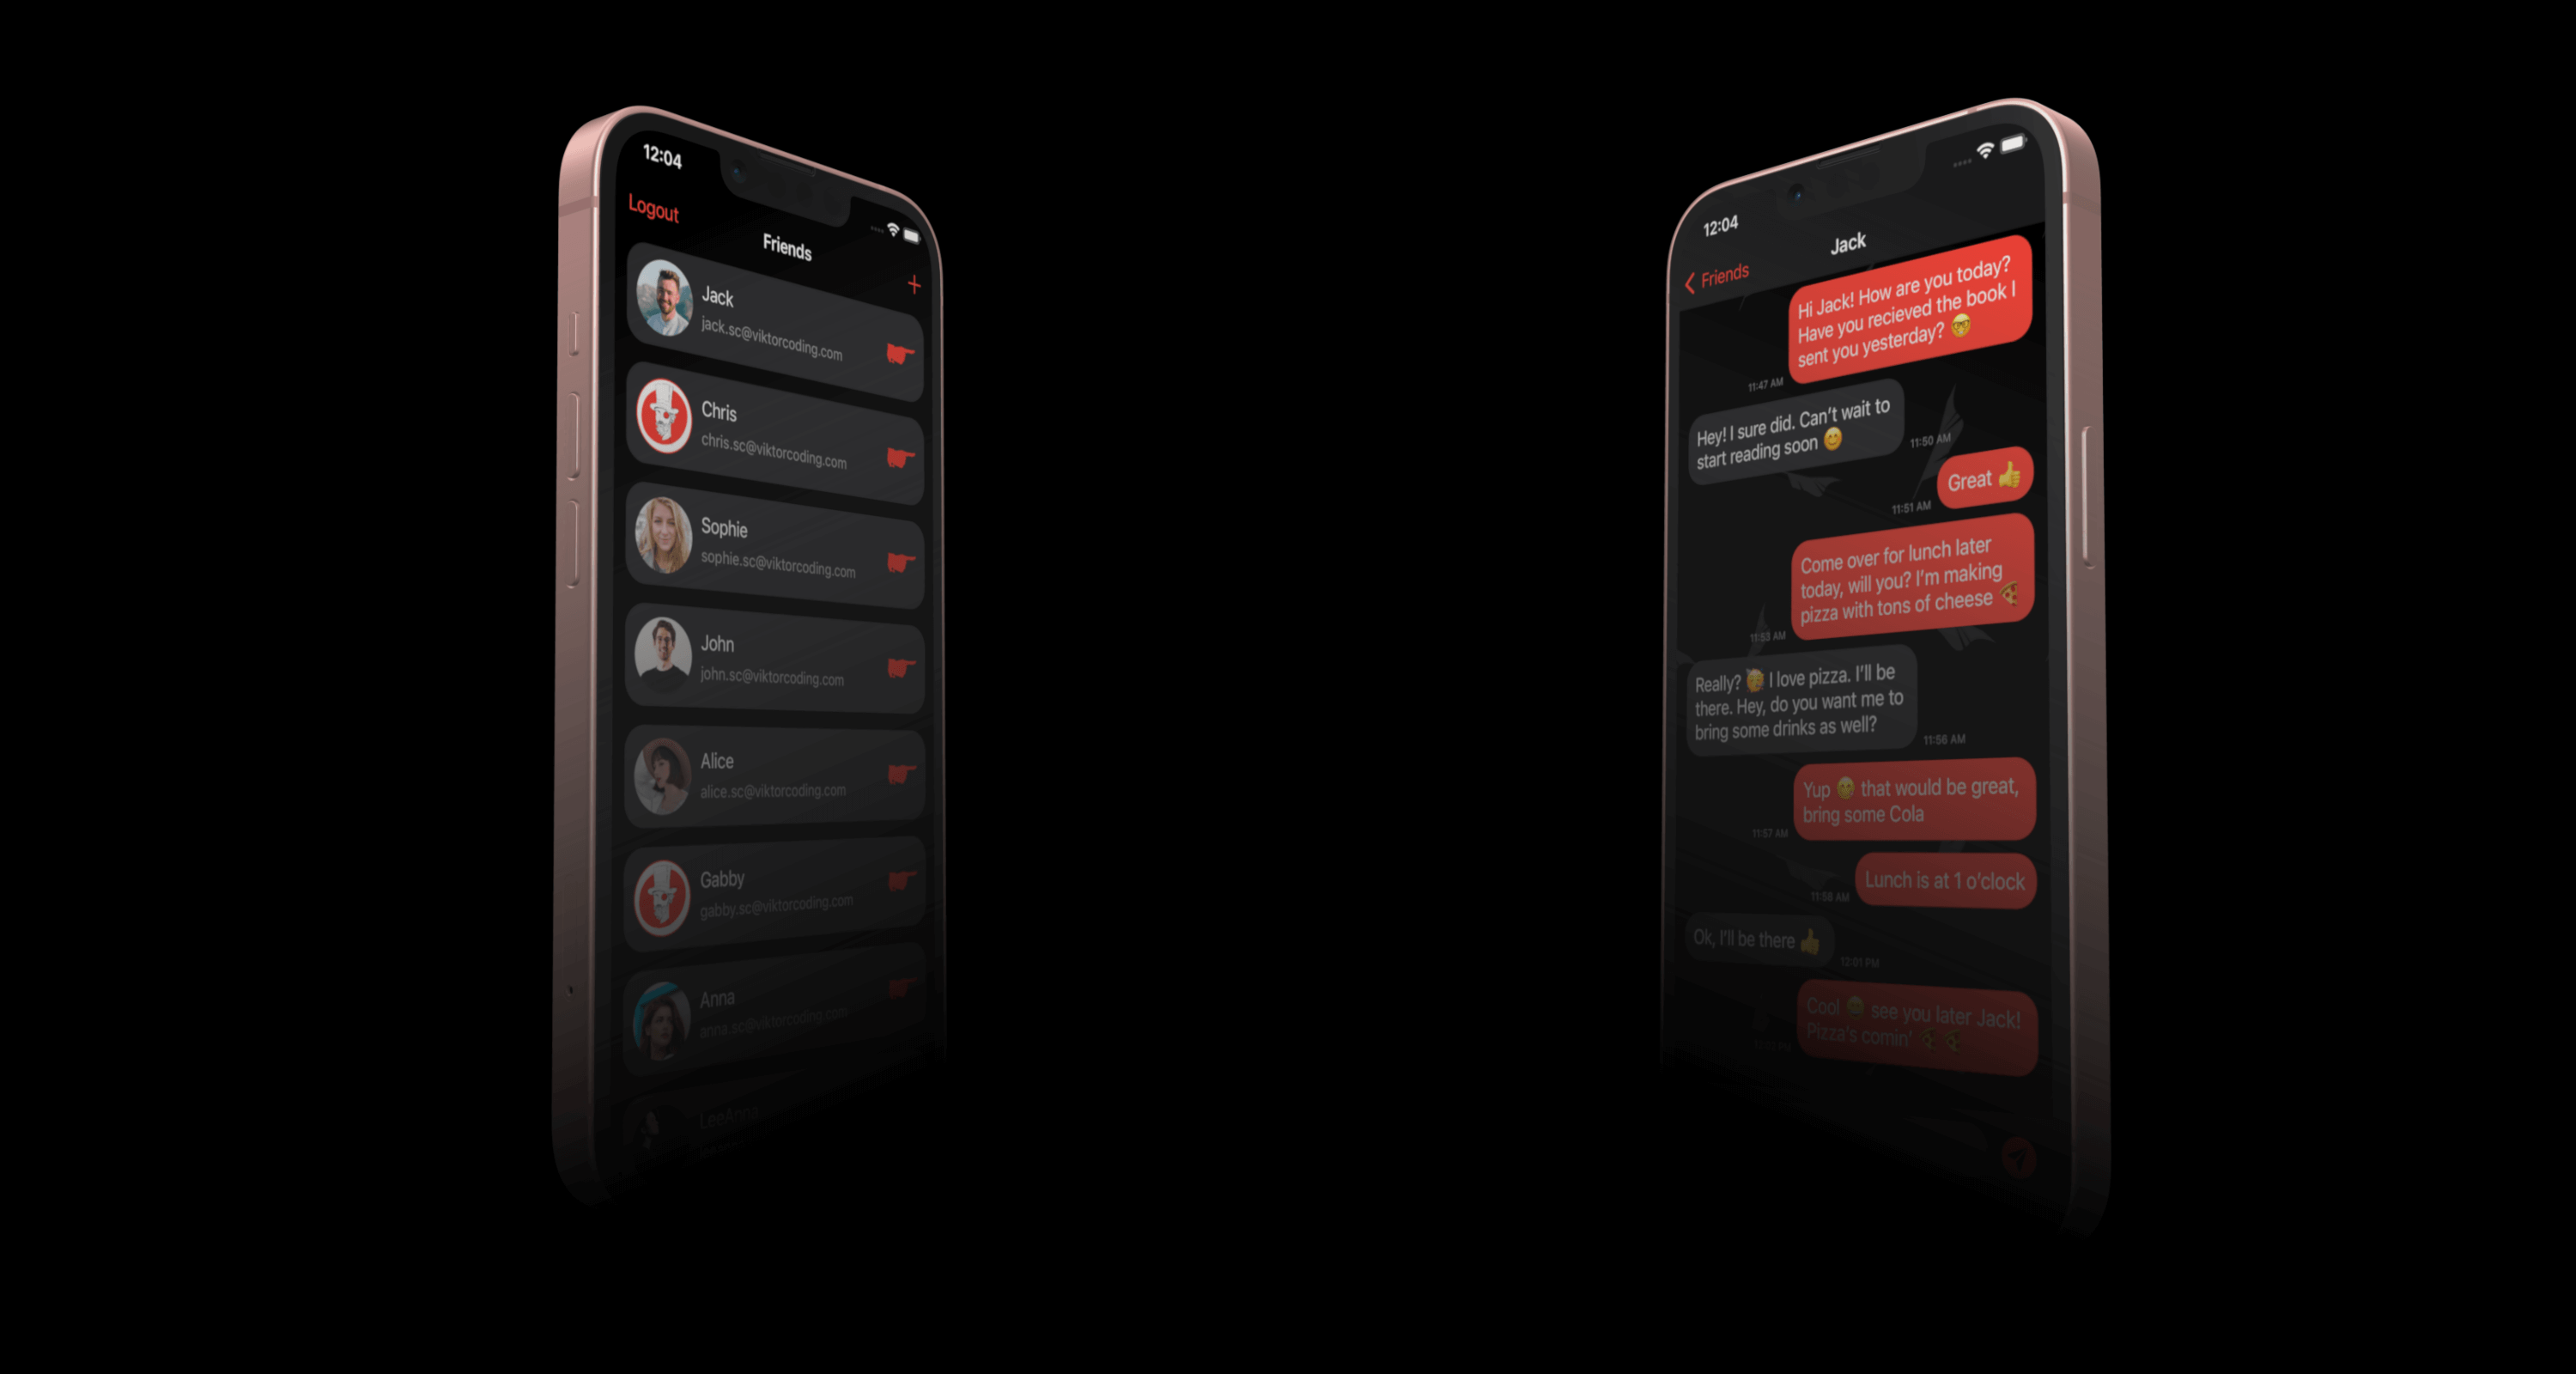 12:04
Logout
Friends
+
Jack
jack.sc@viktorcoding.com
Chris
chris.sc@viktorcoding.com
Sophie
sophie.sc@viktorcoding.com
John
john.sc@viktorcoding.com
Alice
alice.sc@viktorcoding.com
Gabby
gabby.sc@viktorcoding.com
Anna
anna.sc@viktorcoding.com
LeeAnna
12:04
Jack
Friends
Hi Jack! How are you today?
Have you recieved the book I
sent you yesterday? 🤓
11:47 AM
Hey! I sure did. Can't wait to
start reading soon 😊
11:50 AM
Great 👍
11:51 AM
Come over for lunch later
today, will you? I'm making
pizza with tons of cheese 🍕
11:53 AM
Really? 🥳 I love pizza. I'll be
there. Hey, do you want me to
bring some drinks as well?
11:56 AM
Yup that would be great,
bring some Cola
11:57 AM
Lunch is at 1 o'clock
11:58 AM
Ok, I'll be there 👍
12:01 PM
Cool see you later Jack!
Pizza's comin' 🍕🍕